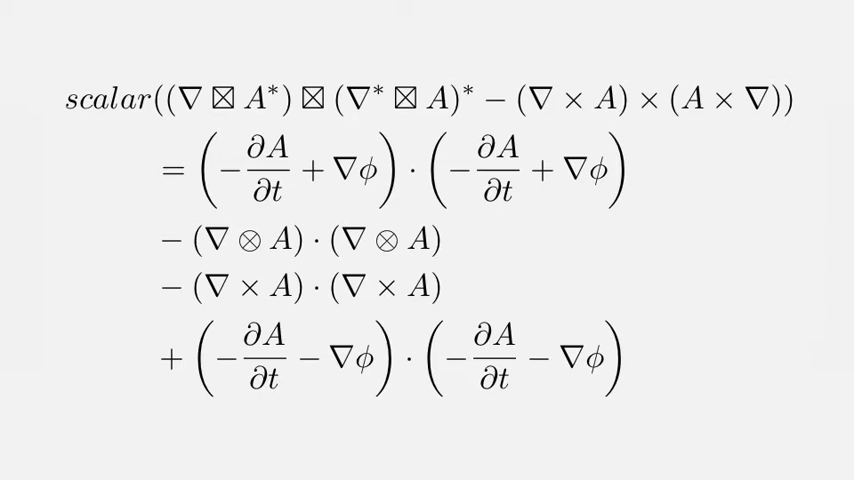 scalar((∇ ⊠ A*) ⊠ (∇* ⊠ A)* − (∇ × A) × (A × ∇))
= (−∂A/∂t + ∇ϕ) · (−∂A/∂t + ∇ϕ)
− (∇ ⊗ A) · (∇ ⊗ A)
− (∇ × A) · (∇ × A)
+ (−∂A/∂t − ∇ϕ) · (−∂A/∂t − ∇ϕ)